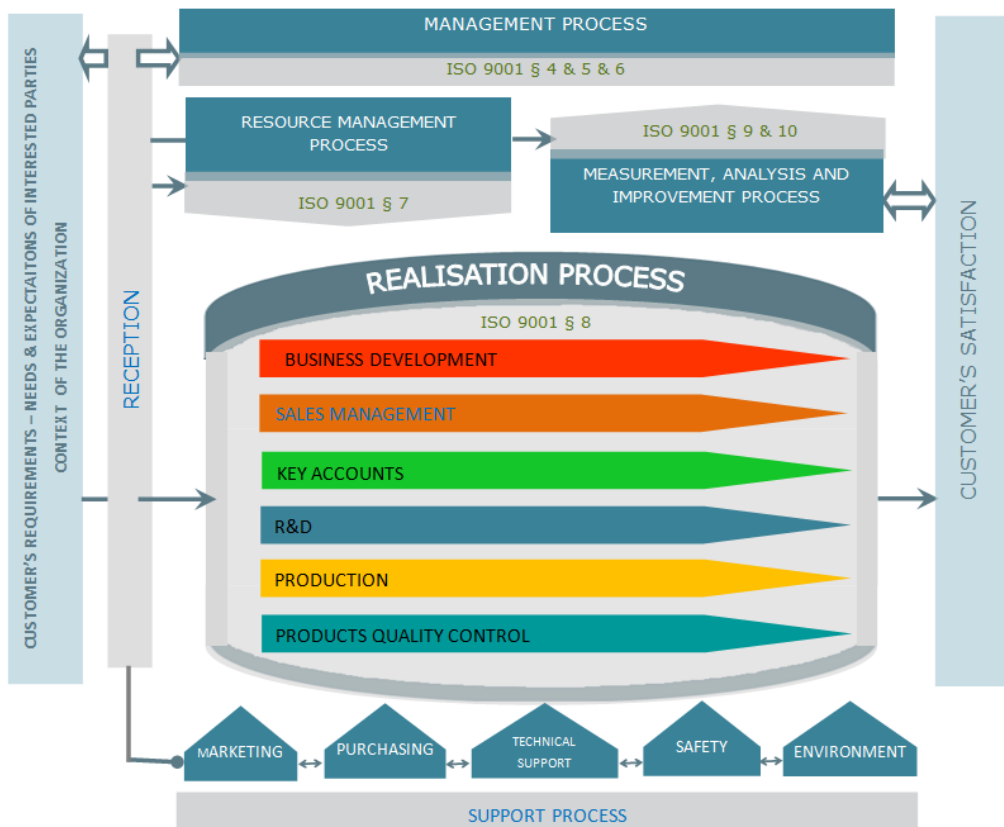 MANAGEMENT PROCESS
ISO 9001 § 4 & 5 & 6
CUSTOMER'S REQUIREMENTS – NEEDS & EXPECTAITONS OF INTERESTED PARTIES
CONTEXT OF THE ORGANIZATION
RECEPTION
RESOURCE MANAGEMENT
PROCESS
ISO 9001 § 7
ISO 9001 § 9 & 10
MEASUREMENT, ANALYSIS AND
IMPROVEMENT PROCESS
CUSTOMER'S SATISFACTION
REALISATION PROCESS
ISO 9001 § 8
BUSINESS DEVELOPMENT
SALES MANAGEMENT
KEY ACCOUNTS
R&D
PRODUCTION
PRODUCTS QUALITY CONTROL
MARKETING
PURCHASING
TECHNICAL
SUPPORT
SAFETY
ENVIRONMENT
SUPPORT PROCESS